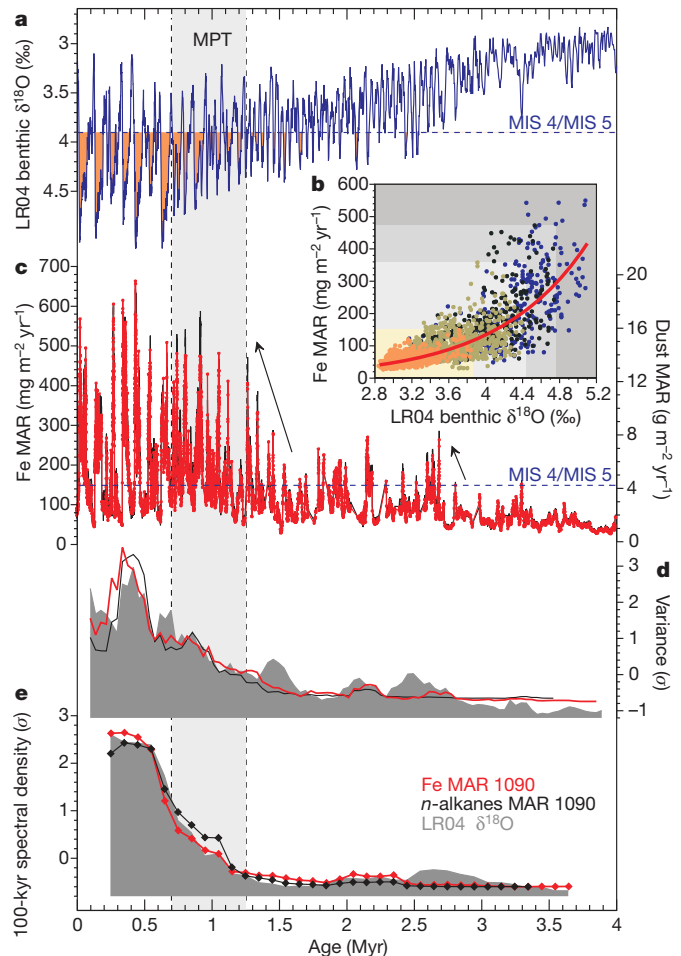 a
MPT
LR04 benthic δ¹⁸O (‰)
3
3.5
4
4.5
MIS 4/MIS 5
b
Fe MAR (mg m⁻² yr⁻¹)
600
500
400
300
200
100
0
2.8 3.2 3.6 4 4.4 4.8 5.2
LR04 benthic δ¹⁸O (‰)
c
Fe MAR (mg m⁻² yr⁻¹)
700
600
500
400
300
200
100
0
Dust MAR (g m⁻² yr⁻¹)
20
16
12
8
4
0
MIS 4/MIS 5
d
Variance (σ)
3
2
1
0
−1
e
100-kyr spectral density (σ)
3
2
1
0
Fe MAR 1090
n-alkanes MAR 1090
LR04 δ¹⁸O
0 0.5 1 1.5 2 2.5 3 3.5 4
Age (Myr)